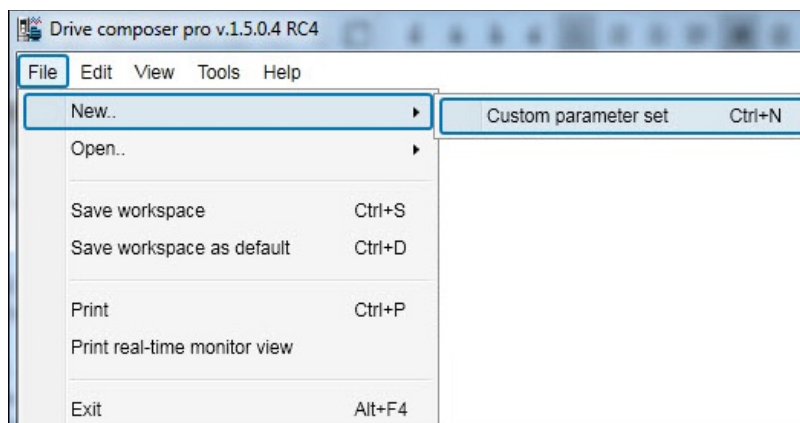 Drive composer pro v.1.5.0.4 RC4
File Edit View Tools Help
New..
Custom parameter set Ctrl+N
Open..
Save workspace Ctrl+S
Save workspace as default Ctrl+D
Print Ctrl+P
Print real-time monitor view
Exit Alt+F4